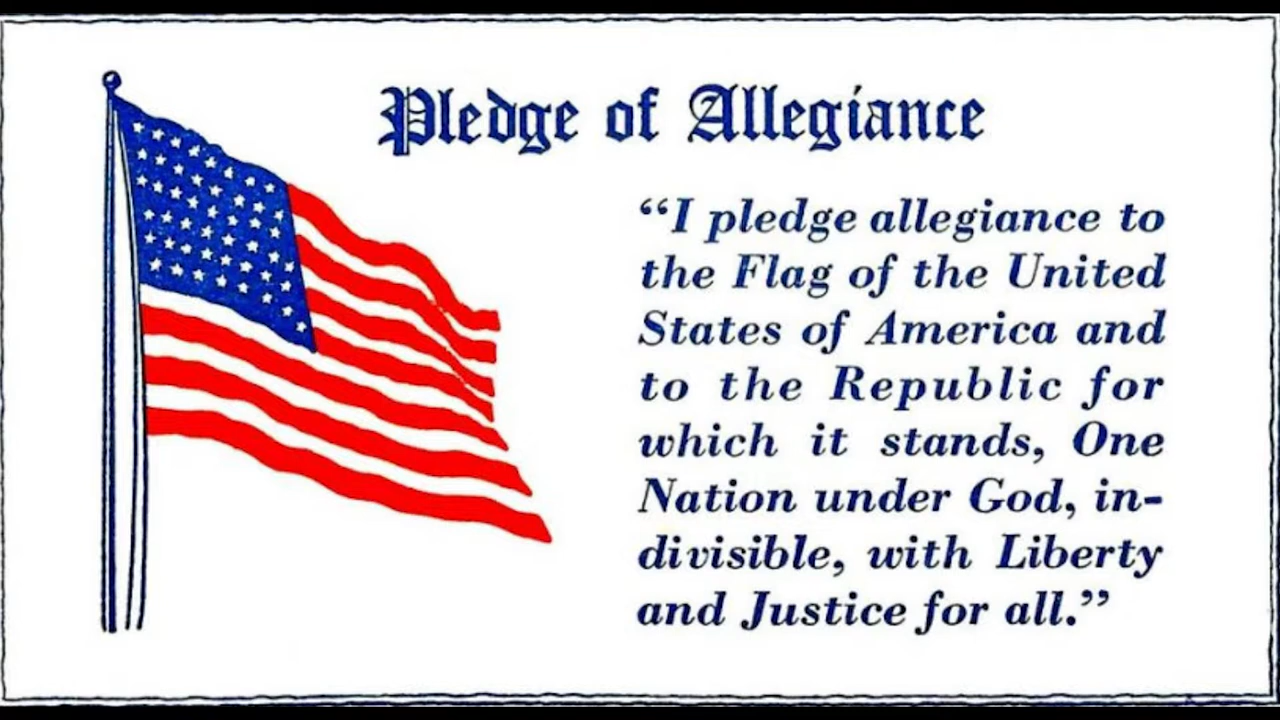 Pledge of Allegiance
“I pledge allegiance to
the Flag of the United
States of America and
to the Republic for
which it stands, One
Nation under God, in-
divisible, with Liberty
and Justice for all.”